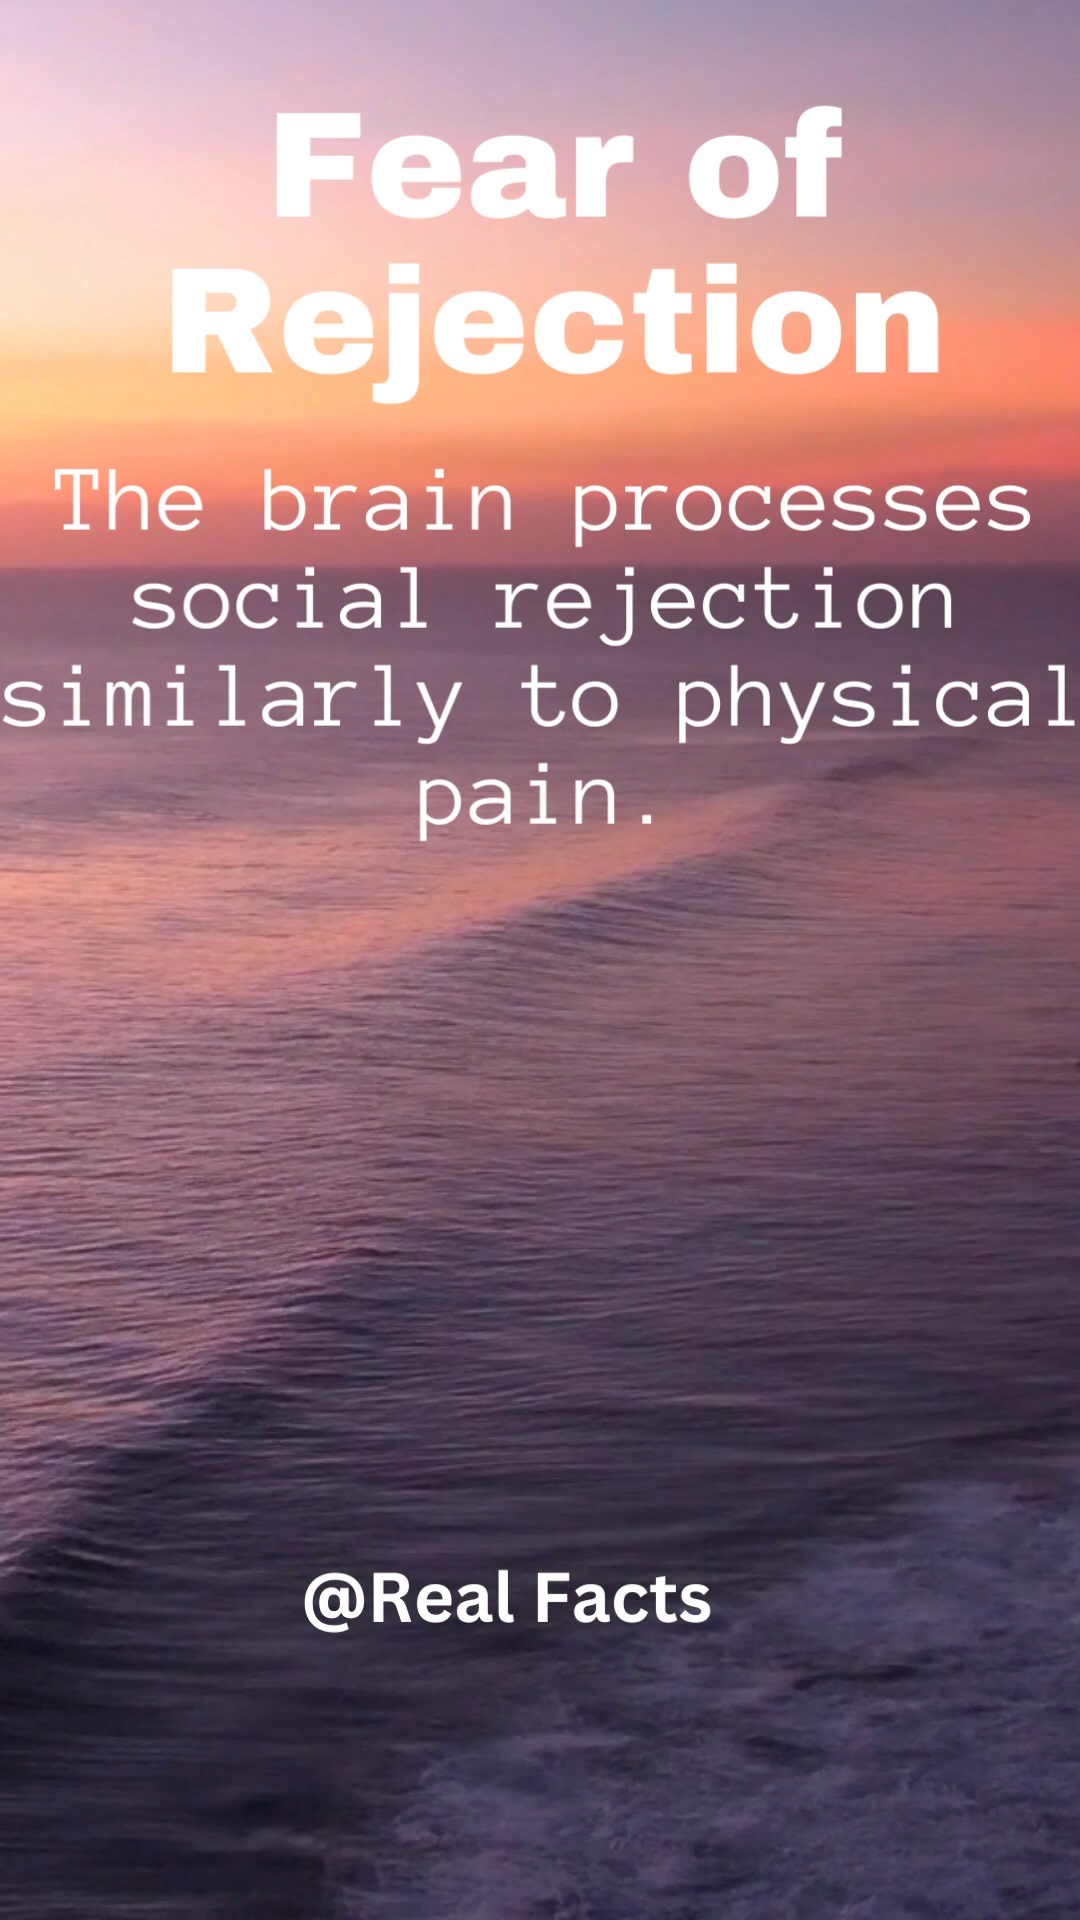 Fear of
Rejection
The brain processes
social rejection
similarly to physical
pain.
@Real Facts